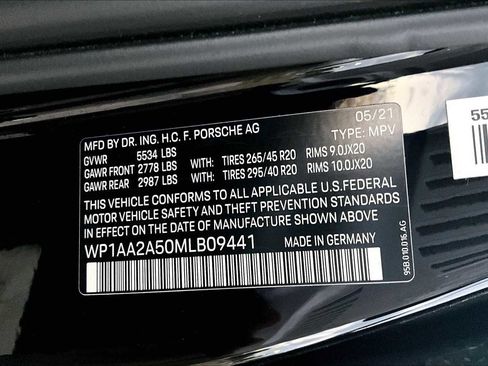 05/21
MFD BY DR. ING. H.C. F. PORSCHE AG TYPE: MPV
GVWR 5534 LBS
GAWR FRONT 2778 LBS WITH: TIRES 265/45 R20 RIMS 9.0JX20
GAWR REAR 2987 LBS WITH: TIRES 295/40 R20 RIMS 10.0JX20
THIS VEHICLE CONFORMS TO ALL APPLICABLE U.S.FEDERAL
MOTOR VEHICLE SAFETY AND THEFT PREVENTION STANDARDS
IN EFFECT ON THE DATE OF MANUFACTURE SHOWN ABOVE
WP1AA2A50MLB09441 MADE IN GERMANY
95B.010.016.AG
55